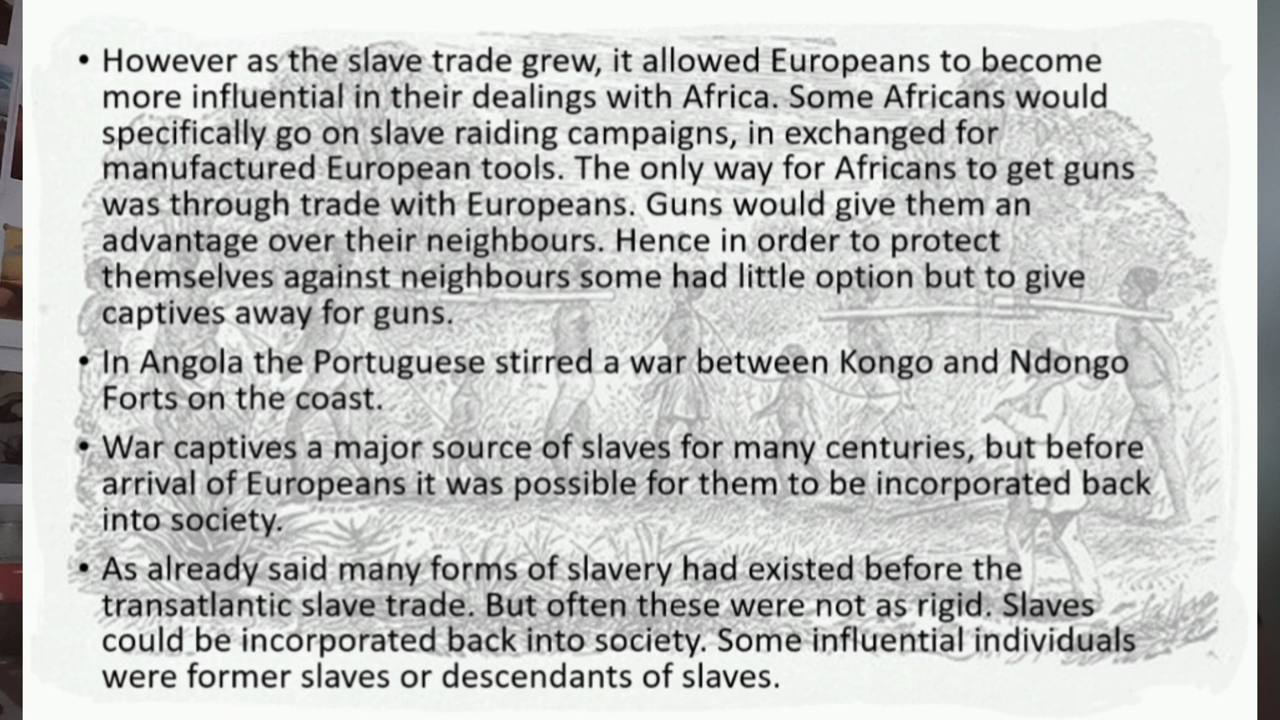 • However as the slave trade grew, it allowed Europeans to become
more influential in their dealings with Africa. Some Africans would
specifically go on slave raiding campaigns, in exchanged for
manufactured European tools. The only way for Africans to get guns
was through trade with Europeans. Guns would give them an
advantage over their neighbours. Hence in order to protect
themselves against neighbours some had little option but to give
captives away for guns.
• In Angola the Portuguese stirred a war between Kongo and Ndongo
Forts on the coast.
• War captives a major source of slaves for many centuries, but before
arrival of Europeans it was possible for them to be incorporated back
into society.
• As already said many forms of slavery had existed before the
transatlantic slave trade. But often these were not as rigid. Slaves
could be incorporated back into society. Some influential individuals
were former slaves or descendants of slaves.